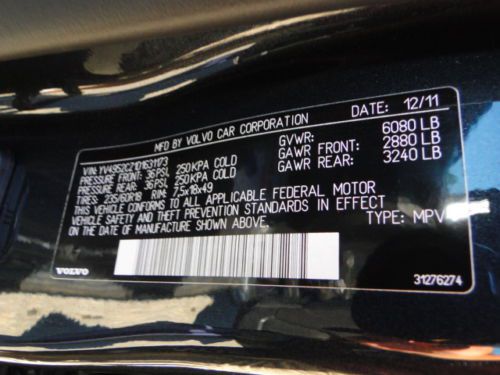 MFD BY VOLVO CAR CORPORATION DATE: 12/11
GVWR: 6080 LB
GAWR FRONT: 2880 LB
GAWR REAR: 3240 LB
PRESSURE FRONT: 36 PSI, 250 KPA COLD
PRESSURE REAR: 36 PSI, 250 KPA COLD
TIRES: 235/60R18 RIM: 7,5x18x49
THIS VEHICLE CONFORMS TO ALL APPLICABLE FEDERAL MOTOR
VEHICLE SAFETY AND THEFT PREVENTION STANDARDS IN EFFECT
ON THE DATE OF MANUFACTURE SHOWN ABOVE. TYPE: MPV
VOLVO 31276274